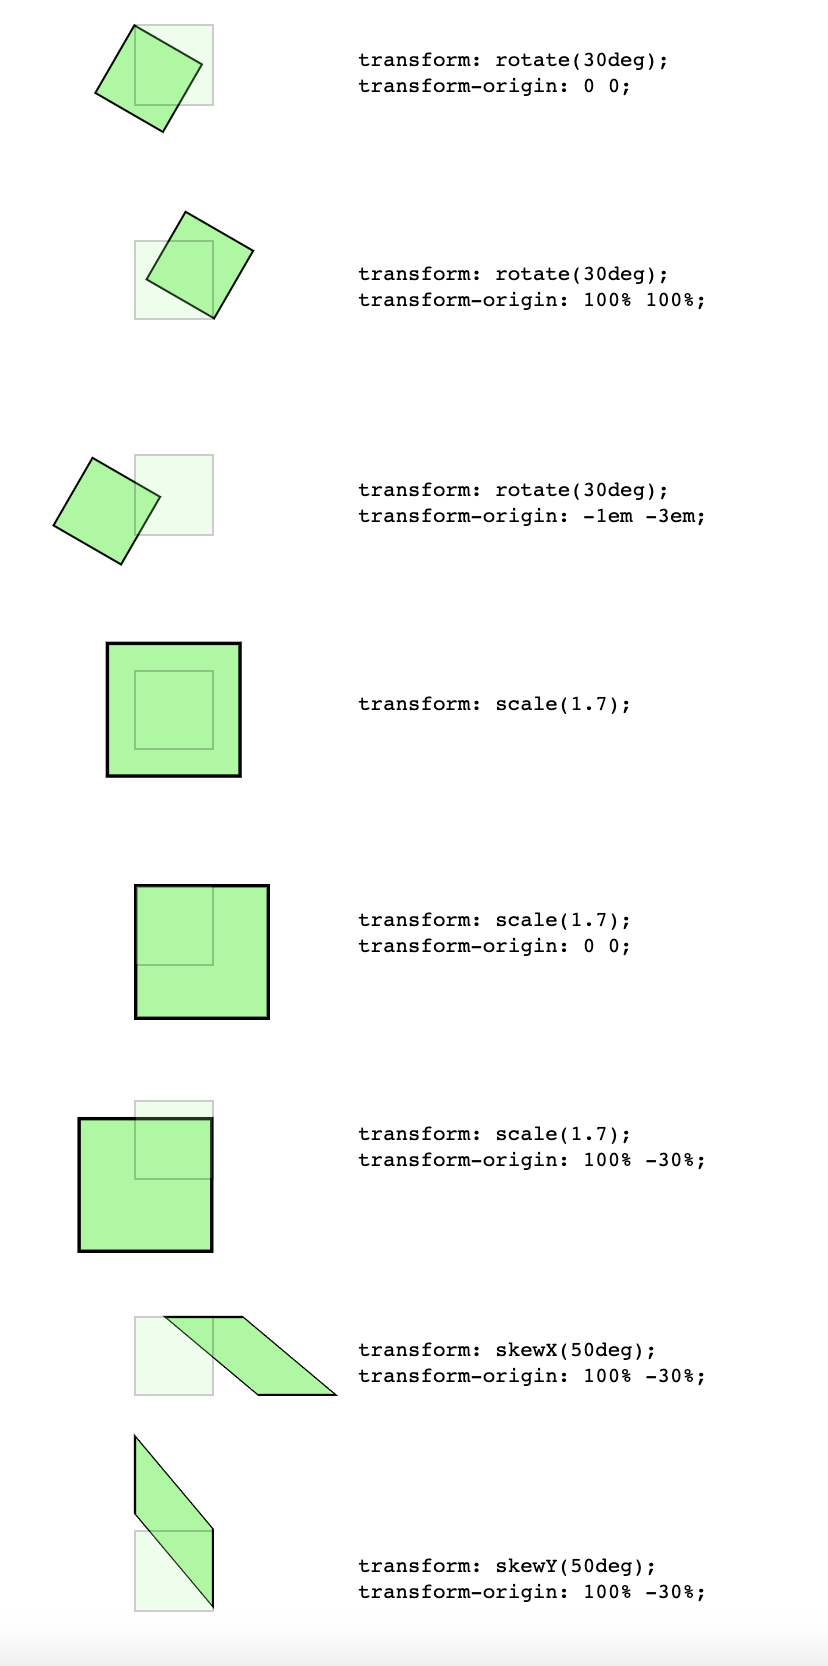 transform: rotate(30deg);
transform-origin: 0 0;
transform: rotate(30deg);
transform-origin: 100% 100%;
transform: rotate(30deg);
transform-origin: -1em -3em;
transform: scale(1.7);
transform: scale(1.7);
transform-origin: 0 0;
transform: scale(1.7);
transform-origin: 100% -30%;
transform: skewX(50deg);
transform-origin: 100% -30%;
transform: skewY(50deg);
transform-origin: 100% -30%;